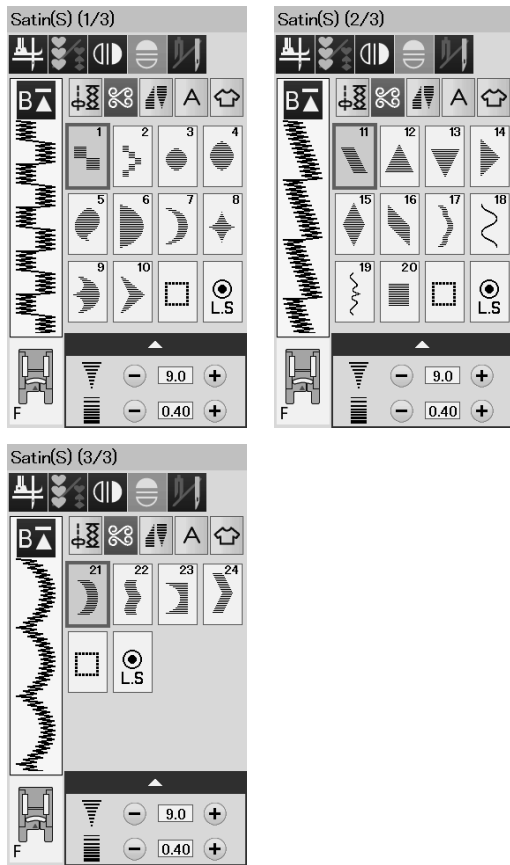 Satin(S) (1/3)
B
A
1 2 3 4
5 6 7 8
9 10
L.S
9.0
F
0.40
Satin(S) (2/3)
B
A
11 12 13 14
15 16 17 18
19 20
L.S
9.0
F
0.40
Satin(S) (3/3)
B
A
21 22 23 24
L.S
9.0
F
0.40